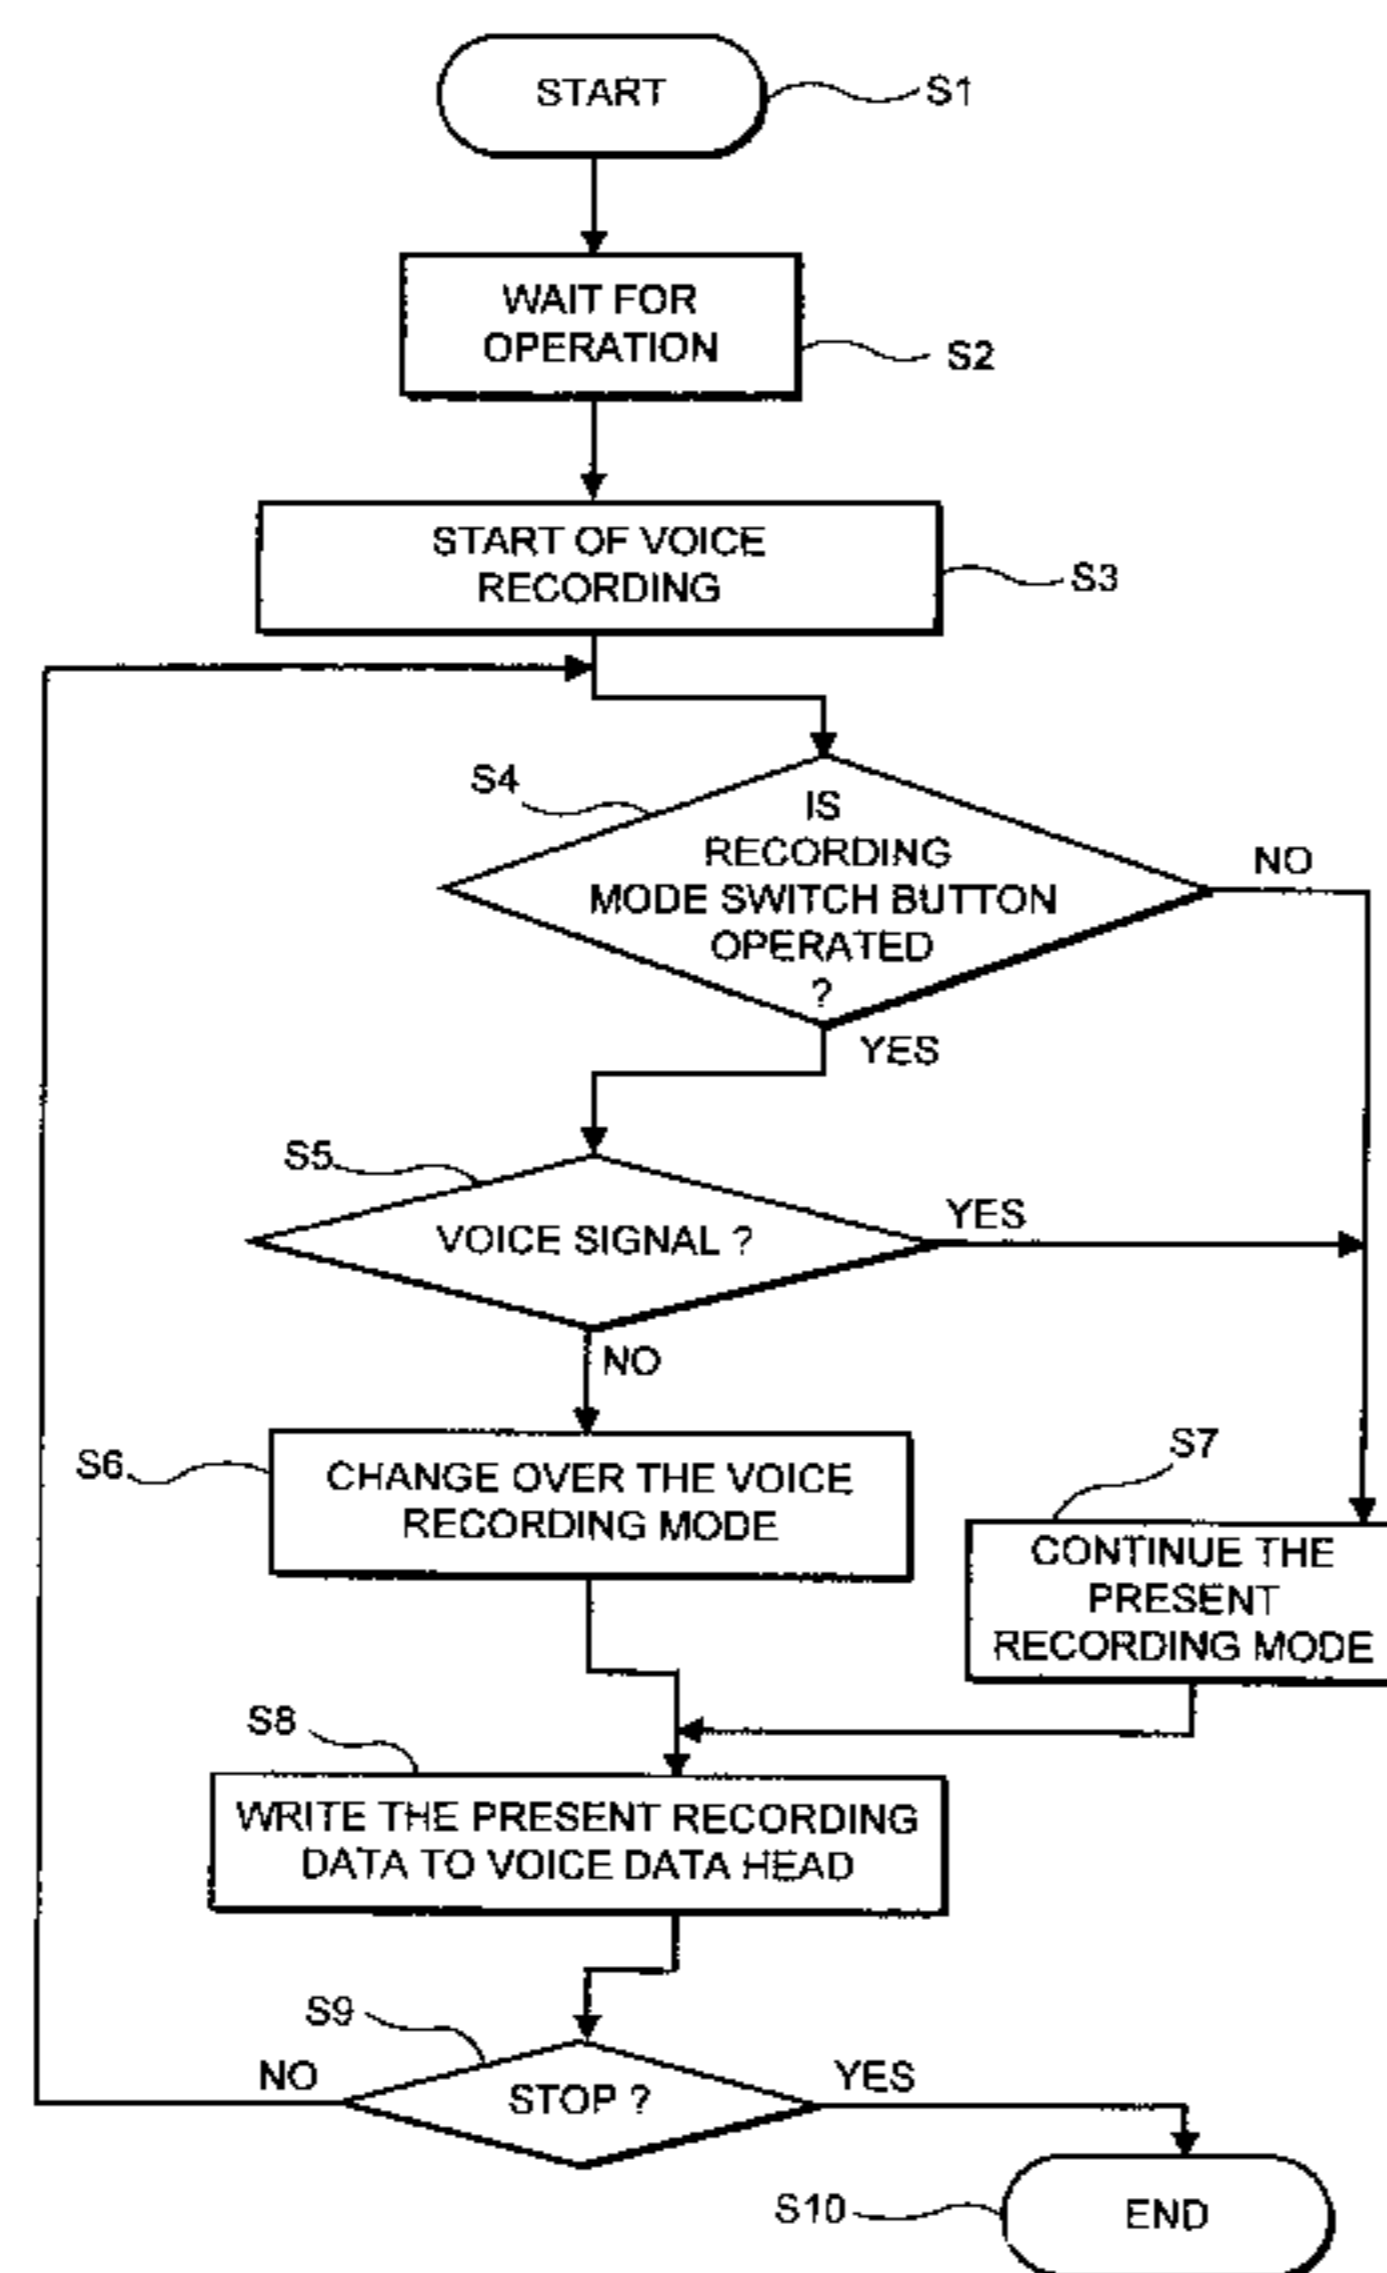 START
S1
WAIT FOR
OPERATION
S2
START OF VOICE
RECORDING
S3
S4
IS
RECORDING
MODE SWITCH BUTTON
OPERATED
?
NO
YES
S5
VOICE SIGNAL ?
YES
NO
S6
CHANGE OVER THE VOICE
RECORDING MODE
S7
CONTINUE THE
PRESENT
RECORDING MODE
S8
WRITE THE PRESENT RECORDING
DATA TO VOICE DATA HEAD
S9
NO
STOP ?
YES
S10
END